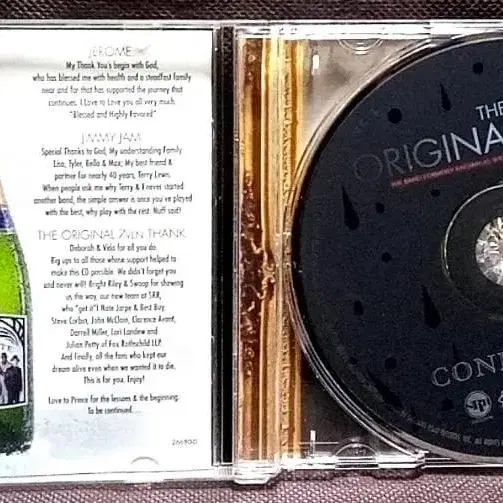 JEROME
My Thank You's begin with God,
who has blessed me with health and a steadfast family
near and far that has supported the journey that
continues. I Love to Love you all very much.
"Blessed and Highly Favored"
JIMMY JAM
Special Thanks to God, My understanding Family
Lisa, Tyler, Bella & Max; My best friend &
partner for nearly 40 years, Terry Lewis.
When people ask me why Terry & I never started
another band, the simple answer is once you've played
with the best, why play with the rest. Nuff said!
THE ORIGINAL 7VEN THANK
Deborah & Vida for all you do.
Big ups to all those whose support helped to
make this CD possible. We didn't forget you
and never will! Bright Riley & Swoop for showing
us the way, our new team at SRR,
who "get it"! Nate Jarpe & Best Buy,
Steve Corbin, John McClain, Clarence Avant,
Darrell Miller, Lori Landew and
Julian Petty of Fox Rothschild LLP.
And finally, all the fans who kept our
dream alive even when we wanted it to die.
This is for you. Enjoy!
Love to Prince for the lessons & the beginning.
To be continued...
THE
ORIGINA
THE BAND FORMERLY KNOWN AS
CON